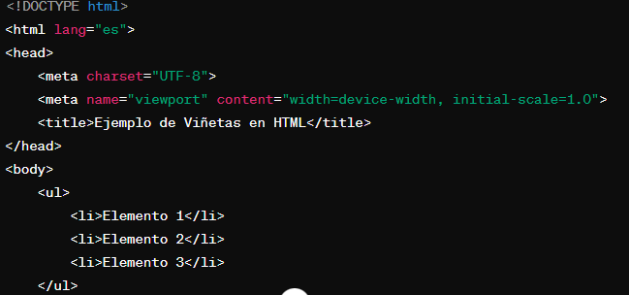 <!DOCTYPE html>
<html lang="es">
<head>
    <meta charset="UTF-8">
    <meta name="viewport" content="width=device-width, initial-scale=1.0">
    <title>Ejemplo de Viñetas en HTML</title>
</head>
<body>
    <ul>
        <li>Elemento 1</li>
        <li>Elemento 2</li>
        <li>Elemento 3</li>
    </ul>